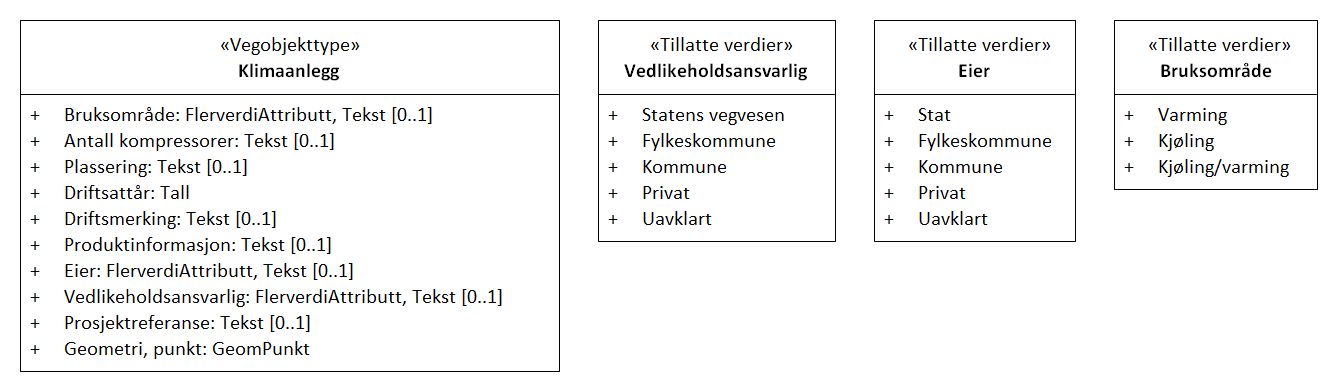 «Vegobjekttype»
Klimaanlegg
+ Bruksområde: FlerverdiAttributt, Tekst [0..1]
+ Antall kompressorer: Tekst [0..1]
+ Plassering: Tekst [0..1]
+ Driftsattår: Tall
+ Driftsmerking: Tekst [0..1]
+ Produktinformasjon: Tekst [0..1]
+ Eier: FlerverdiAttributt, Tekst [0..1]
+ Vedlikeholdsansvarlig: FlerverdiAttributt, Tekst [0..1]
+ Prosjektreferanse: Tekst [0..1]
+ Geometri, punkt: GeomPunkt
«Tillatte verdier»
Vedlikeholdsansvarlig
+ Statens vegvesen
+ Fylkeskommune
+ Kommune
+ Privat
+ Uavklart
«Tillatte verdier»
Eier
+ Stat
+ Fylkeskommune
+ Kommune
+ Privat
+ Uavklart
«Tillatte verdier»
Bruksområde
+ Varming
+ Kjøling
+ Kjøling/varming